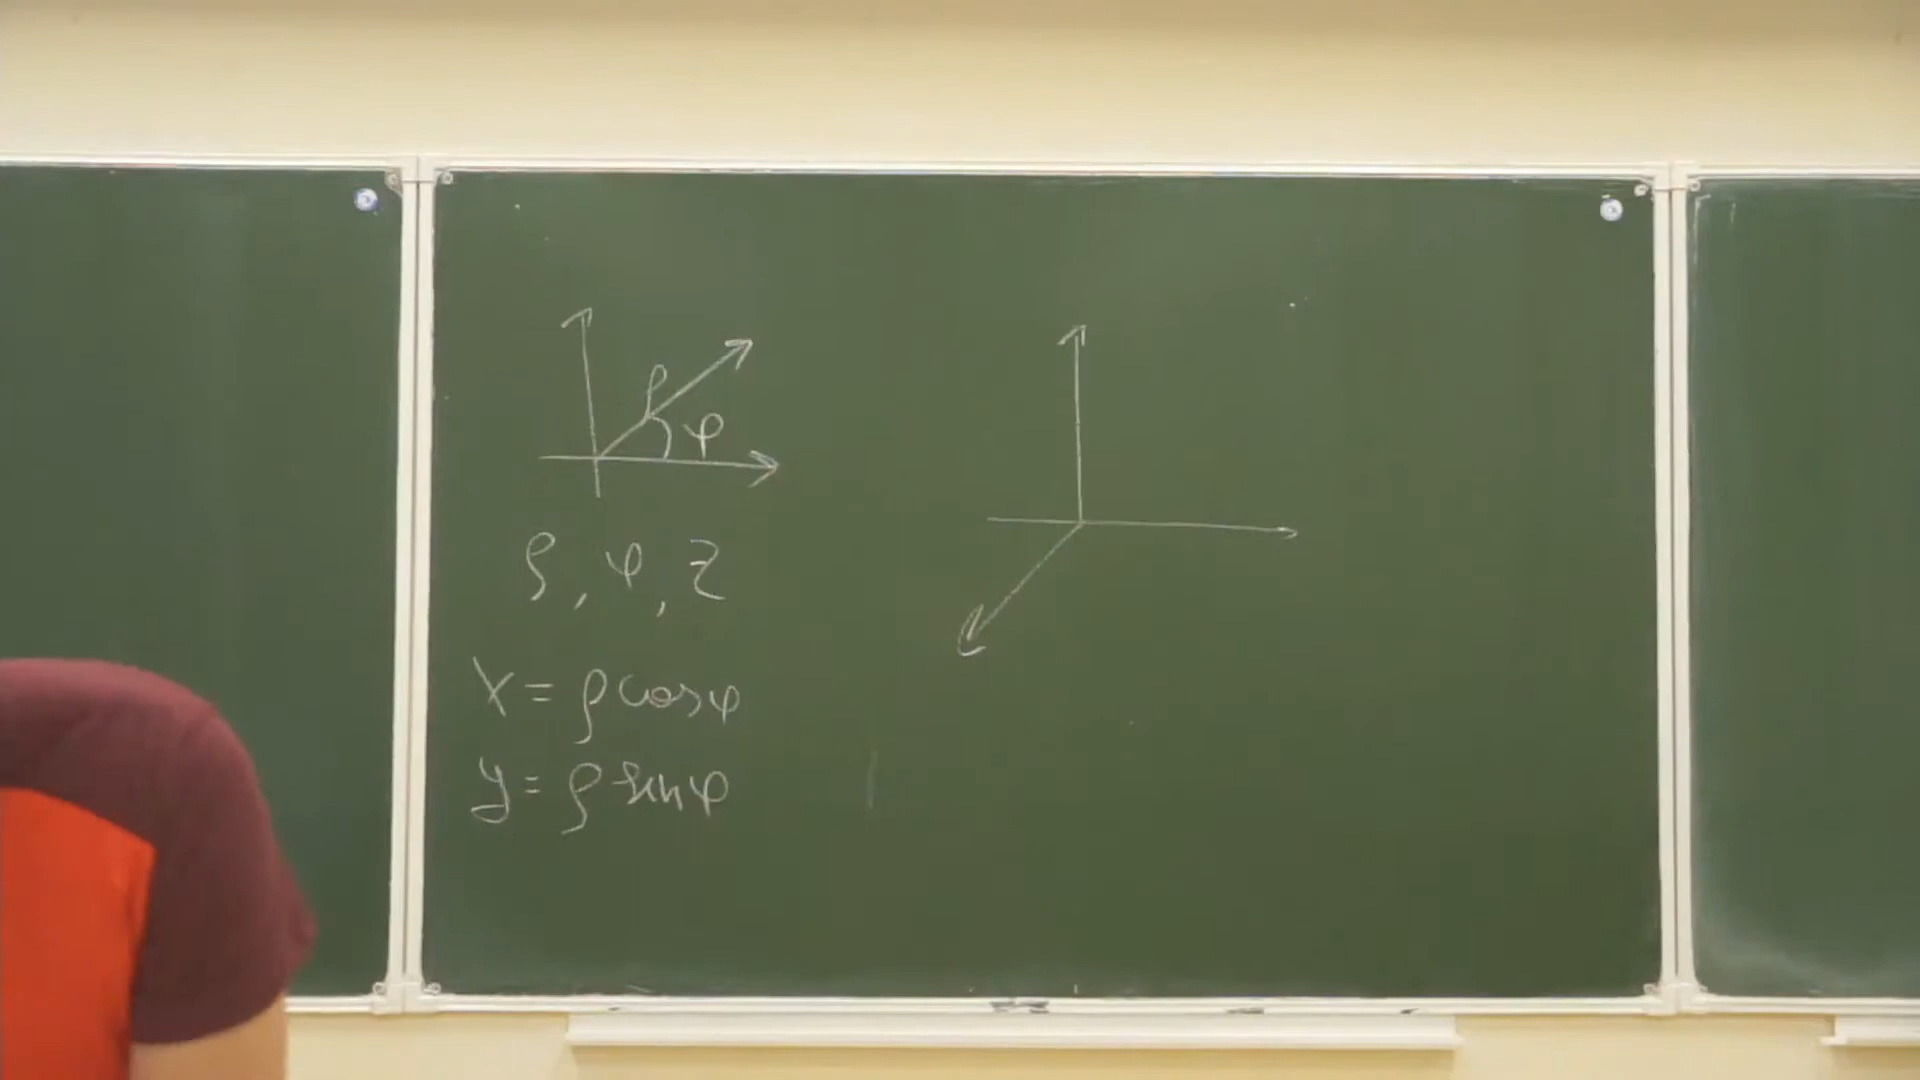 ρ
φ
ρ, φ, z
x = ρ cos φ
y = ρ sin φ